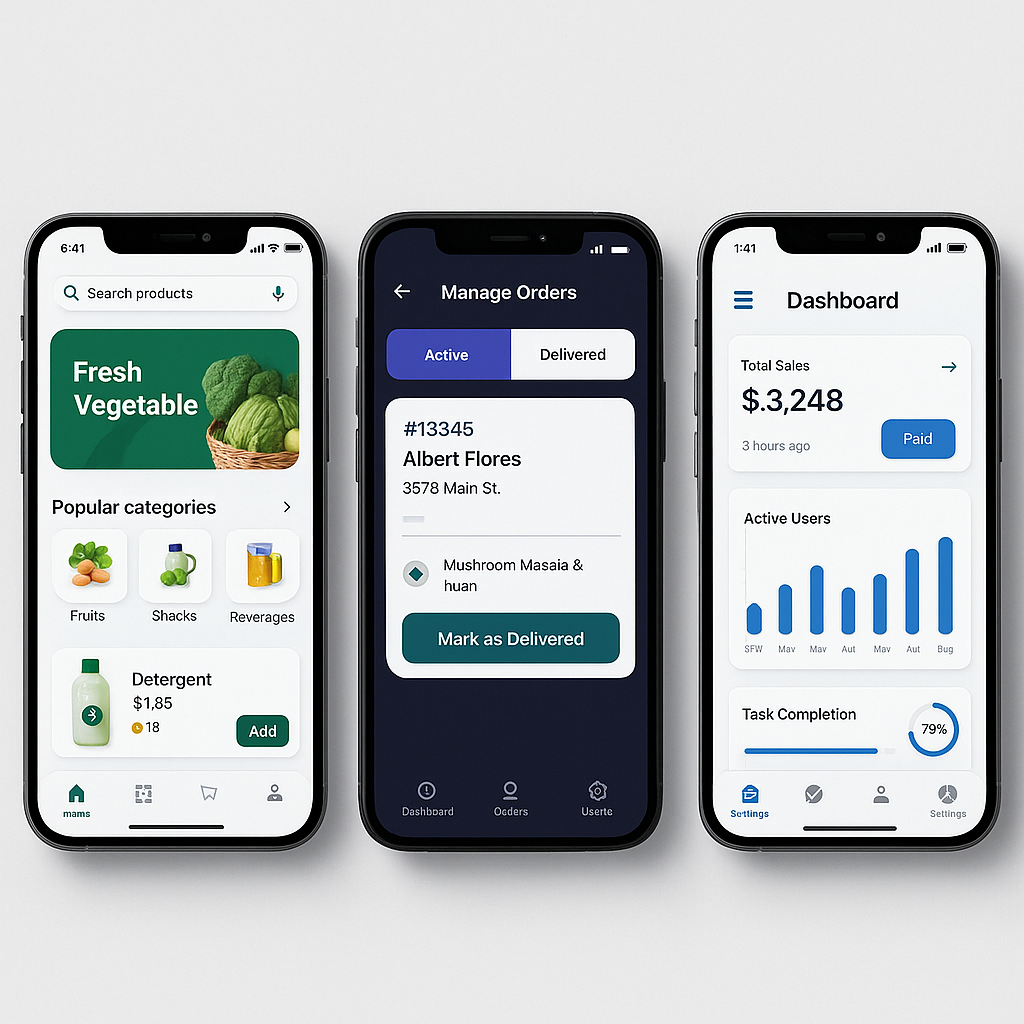 6:41
Search products
Fresh
Vegetable
Popular categories
Fruits
Shacks
Reverages
Detergent
$1,85
18
Add
mams
Manage Orders
Active
Delivered
#13345
Albert Flores
3578 Main St.
Mushroom Masaia &
huan
Mark as Delivered
Dashboard
Ocders
Userte
1:41
Dashboard
Total Sales
$.3,248
3 hours ago
Paid
Active Users
SFW Mav Mav Aut Mav Aut Bug
Task Completion
79%
Settings
Settings